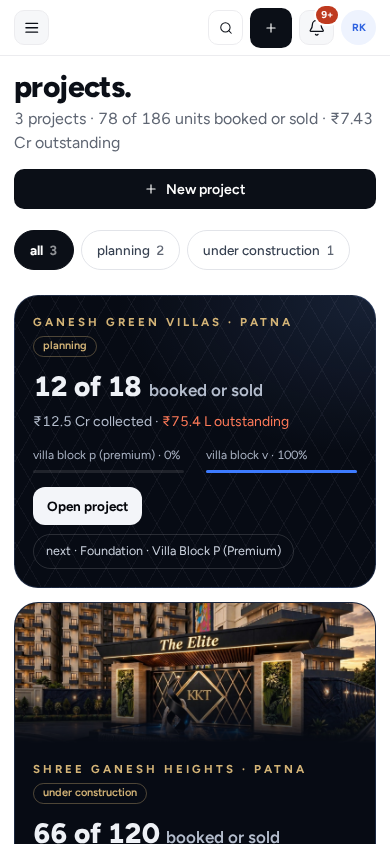 9+
RK
projects.
3 projects · 78 of 186 units booked or sold · ₹7.43
Cr outstanding
+ New project
all 3
planning 2
under construction 1
GANESH GREEN VILLAS · PATNA
planning
12 of 18 booked or sold
₹12.5 Cr collected · ₹75.4 L outstanding
villa block p (premium) · 0%
villa block v · 100%
Open project
next · Foundation · Villa Block P (Premium)
The Elite
KKT
SHREE GANESH HEIGHTS · PATNA
under construction
66 of 120 booked or sold